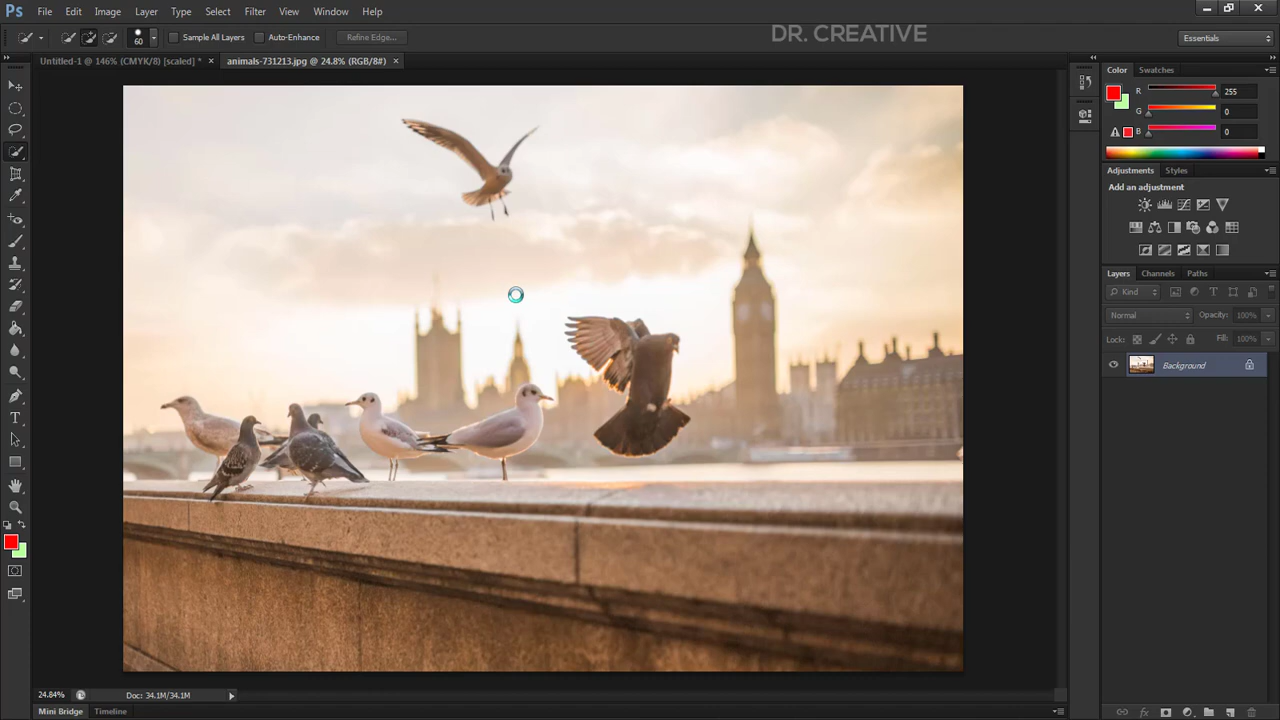 Ps File Edit Image Layer Type Select Filter View Window Help
60 Sample All Layers Auto-Enhance Refine Edge... DR. CREATIVE Essentials
Untitled-1 @ 146% (CMYK/8) [scaled] * × animals-731213.jpg @ 24.8% (RGB/8#) ×
Color Swatches
R 255
G 0
B 0
Adjustments Styles
Add an adjustment
Layers Channels Paths
Kind
Normal Opacity: 100%
Lock: Fill: 100%
Background
T
24.84% Doc: 34.1M/34.1M
Mini Bridge Timeline